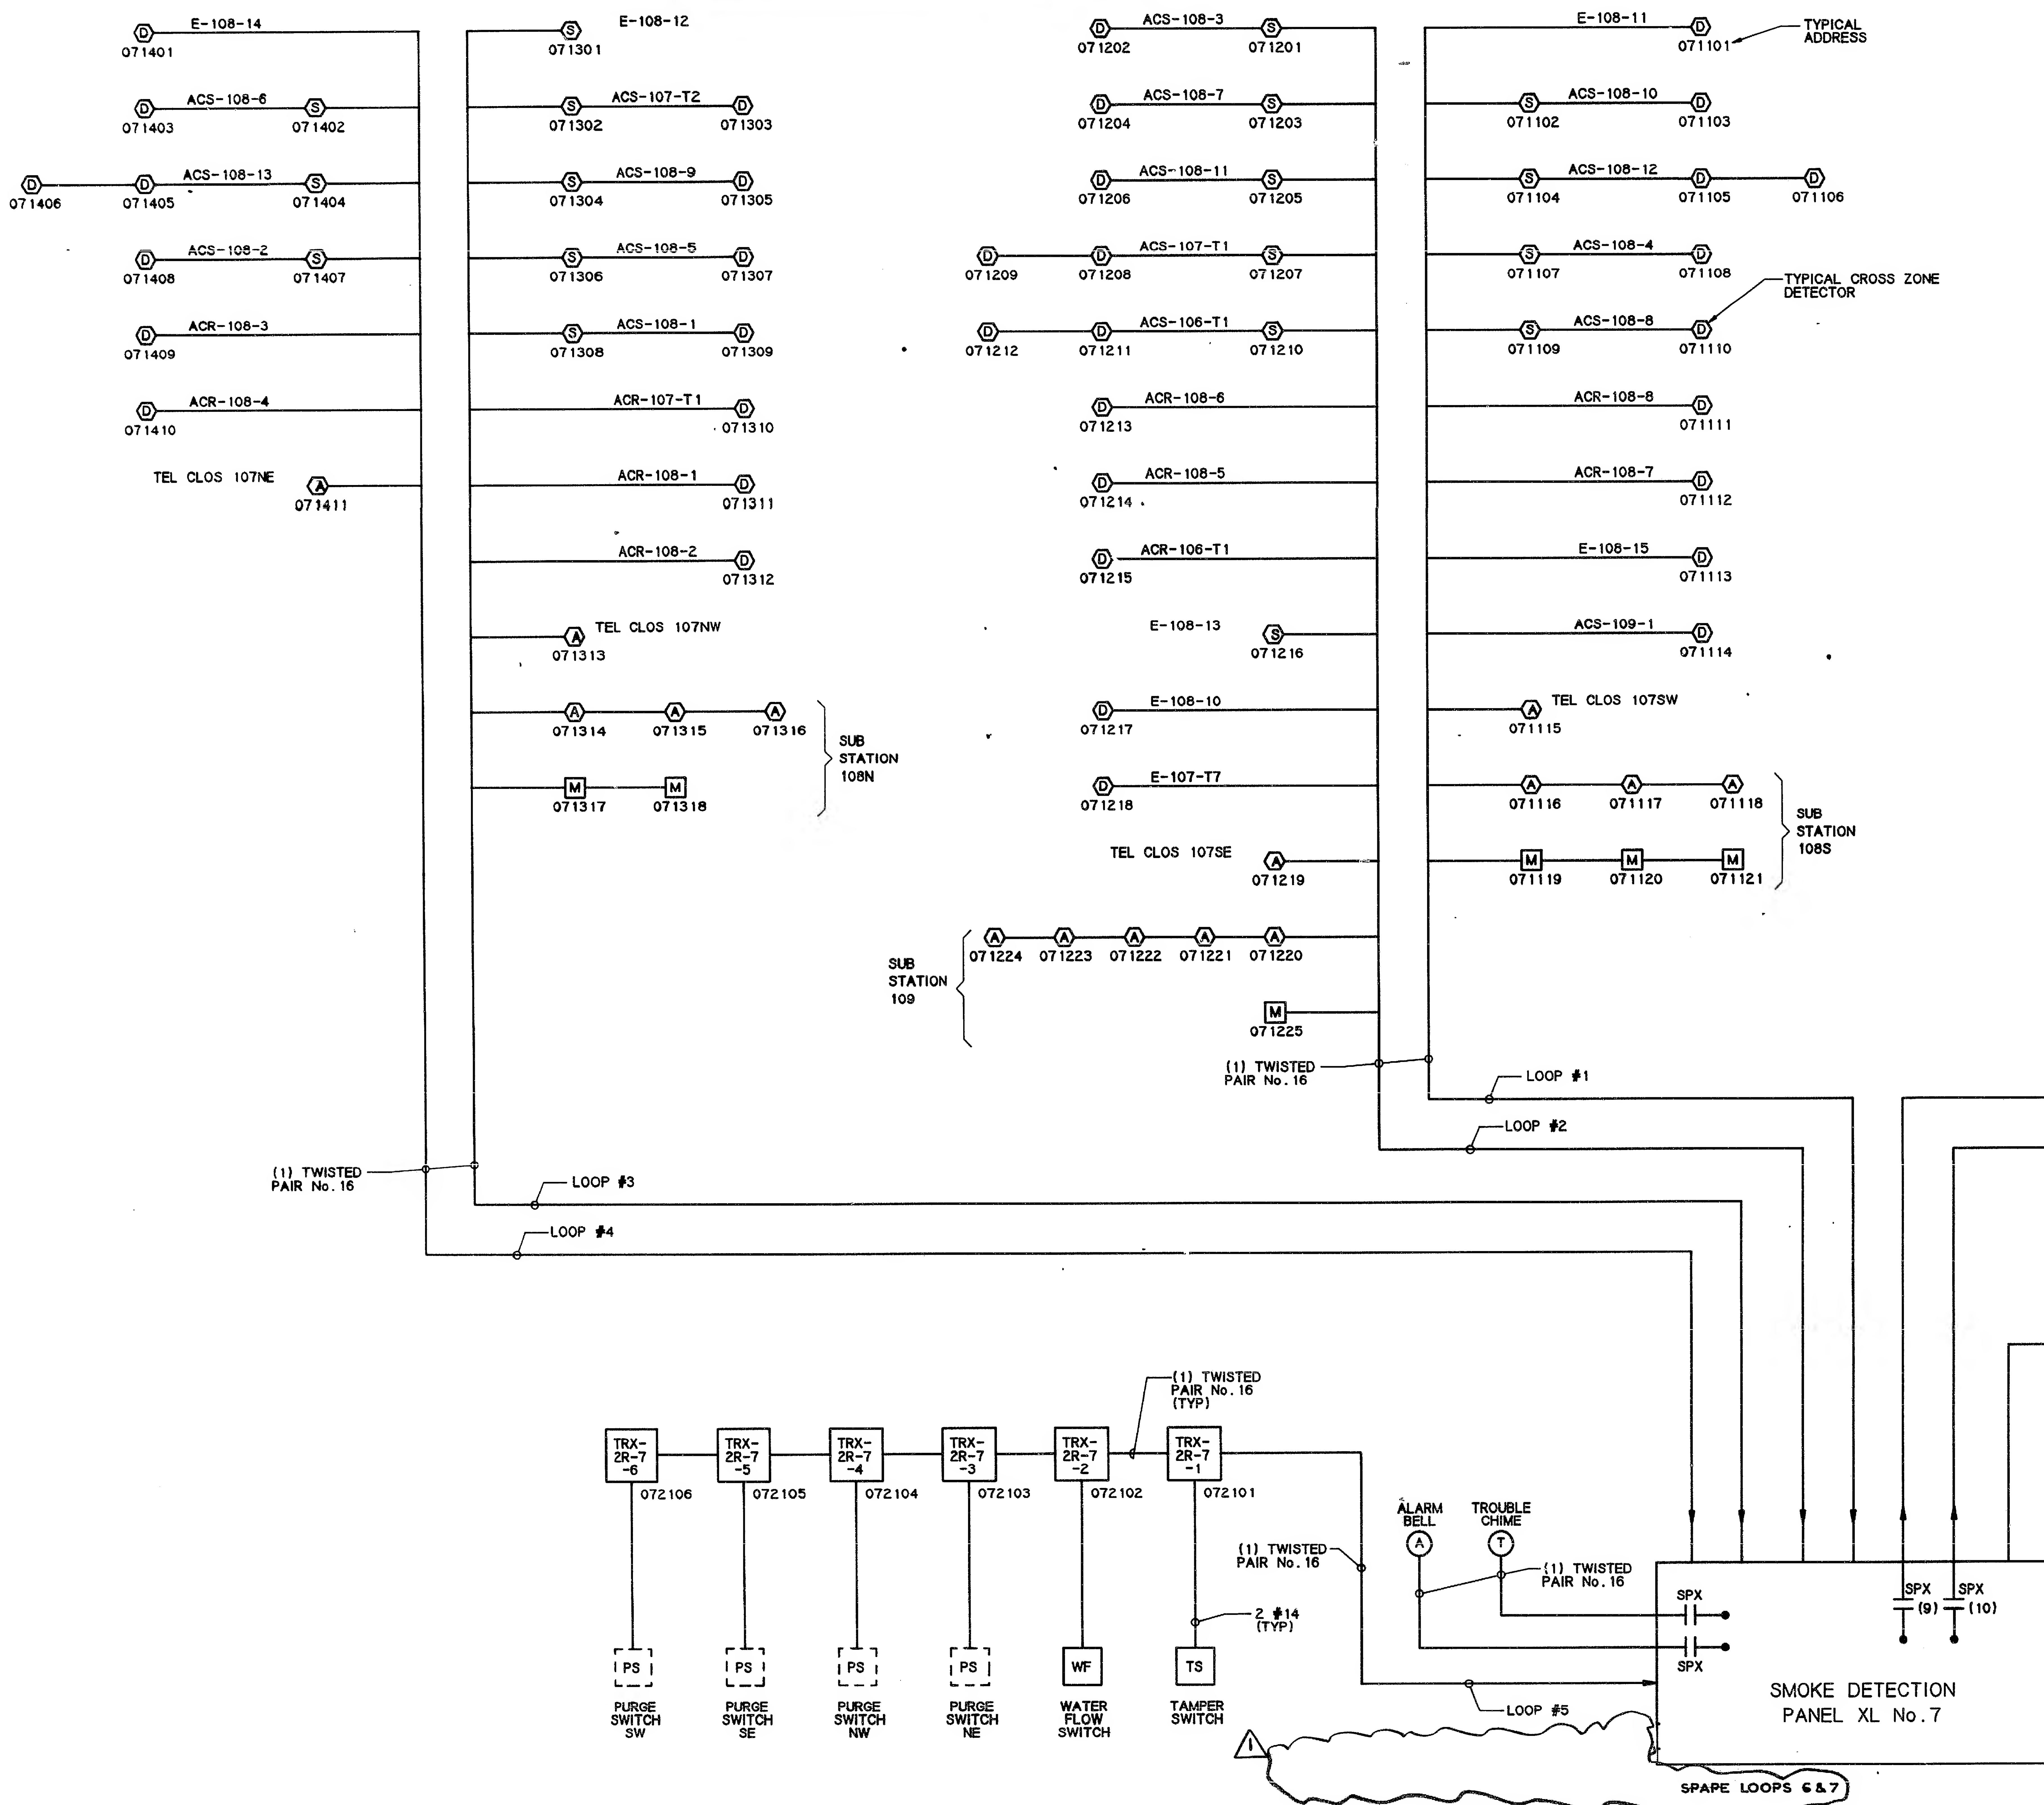 E-108-14
D
071401
ACS-108-6
D
S
071403
071402
ACS-108-13
D
D
S
071406
071405
071404
ACS-108-2
D
S
071408
071407
ACR-108-3
D
071409
ACR-108-4
D
071410
TEL CLOS 107NE
A
071411
E-108-12
S
071301
ACS-107-T2
S
D
071302
071303
ACS-108-9
S
D
071304
071305
ACS-108-5
S
D
071306
071307
ACS-108-1
S
D
071308
071309
ACR-107-T1
D
071310
ACR-108-1
D
071311
ACR-108-2
D
071312
TEL CLOS 107NW
A
071313
A
A
A
071314
071315
071316
M
M
071317
071318
SUB
STATION
108N
ACS-108-3
D
S
071202
071201
ACS-108-7
D
S
071204
071203
ACS-108-11
D
S
071206
071205
ACS-107-T1
D
D
S
071209
071208
071207
ACS-106-T1
D
D
S
071212
071211
071210
ACR-108-6
D
071213
ACR-108-5
D
071214
ACR-106-T1
D
071215
E-108-13
S
071216
E-108-10
D
071217
E-107-T7
D
071218
TEL CLOS 107SE
A
071219
A
A
A
A
A
071224
071223
071222
071221
071220
M
071225
SUB
STATION
109
E-108-11
D
071101
TYPICAL
ADDRESS
ACS-108-10
S
D
071102
071103
ACS-108-12
S
D
D
071104
071105
071106
ACS-108-4
S
D
071107
071108
TYPICAL CROSS ZONE
DETECTOR
ACS-108-8
S
D
071109
071110
ACR-108-8
D
071111
ACR-108-7
D
071112
E-108-15
D
071113
ACS-109-1
D
071114
TEL CLOS 107SW
A
071115
A
A
A
071116
071117
071118
M
M
M
071119
071120
071121
SUB
STATION
108S
(1) TWISTED
PAIR No.16
LOOP #1
LOOP #2
(1) TWISTED
PAIR No.16
LOOP #3
LOOP #4
(1) TWISTED
PAIR No.16
(TYP)
TRX-
2R-7
-6
072106
TRX-
2R-7
-5
072105
TRX-
2R-7
-4
072104
TRX-
2R-7
-3
072103
TRX-
2R-7
-2
072102
TRX-
2R-7
-1
072101
(1) TWISTED
PAIR No.16
2 #14
(TYP)
PS
PURGE
SWITCH
SW
PS
PURGE
SWITCH
SE
PS
PURGE
SWITCH
NW
PS
PURGE
SWITCH
NE
WF
WATER
FLOW
SWITCH
TS
TAMPER
SWITCH
ALARM
BELL
A
TROUBLE
CHIME
T
(1) TWISTED
PAIR No.16
SPX
SPX
SPX
(9)
SPX
(10)
SMOKE DETECTION
PANEL XL No.7
LOOP #5
1
SPAPE LOOPS 6&7